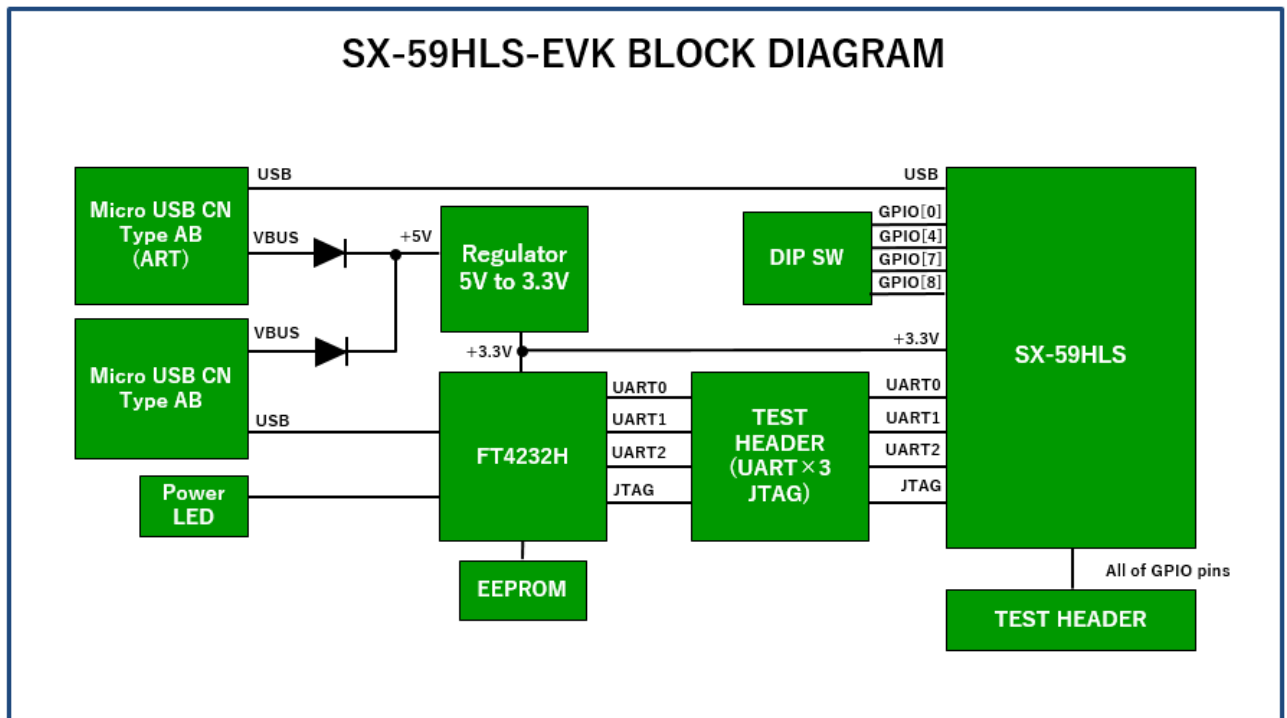 SX-59HLS-EVK BLOCK DIAGRAM
USB
USB
Micro USB CN
Type AB
(ART)
VBUS
+5V
Regulator
5V to 3.3V
DIP SW
GPIO[0]
GPIO[4]
GPIO[7]
GPIO[8]
SX-59HLS
Micro USB CN
Type AB
VBUS
+3.3V
+3.3V
USB
FT4232H
UART0
UART1
UART2
JTAG
TEST
HEADER
(UART×3
JTAG)
UART0
UART1
UART2
JTAG
Power
LED
EEPROM
All of GPIO pins
TEST HEADER